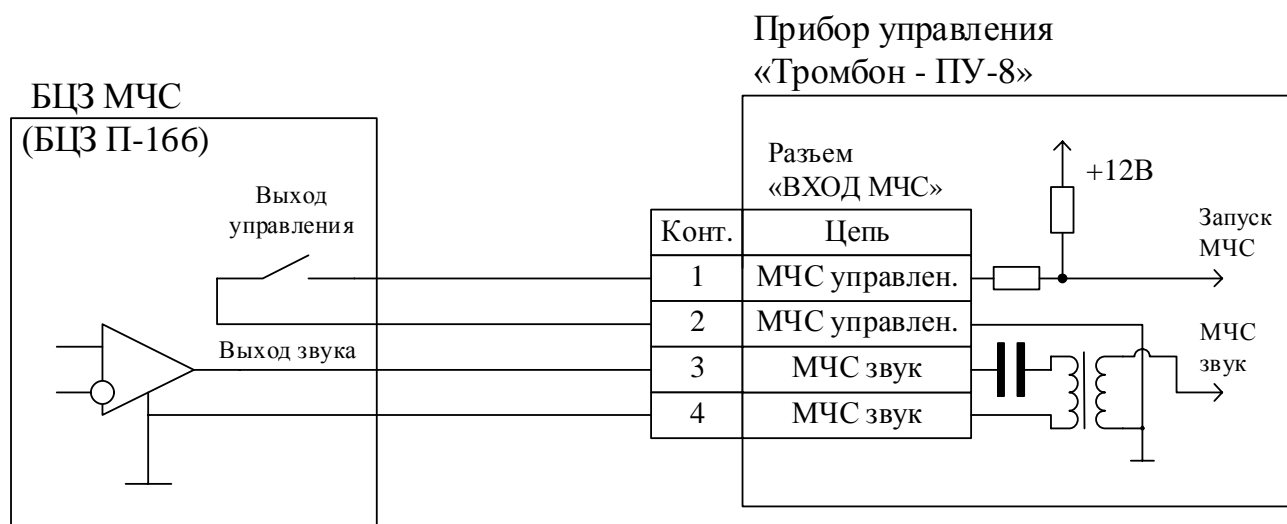 Прибор управления
«Тромбон - ПУ-8»
БЦЗ МЧС
(БЦЗ П-166)
Выход
управления
Выход звука
Разъем
«ВХОД МЧС»
+12В
Запуск
МЧС
Конт.
Цепь
1
МЧС управлен.
2
МЧС управлен.
3
МЧС звук
4
МЧС звук
МЧС
звук